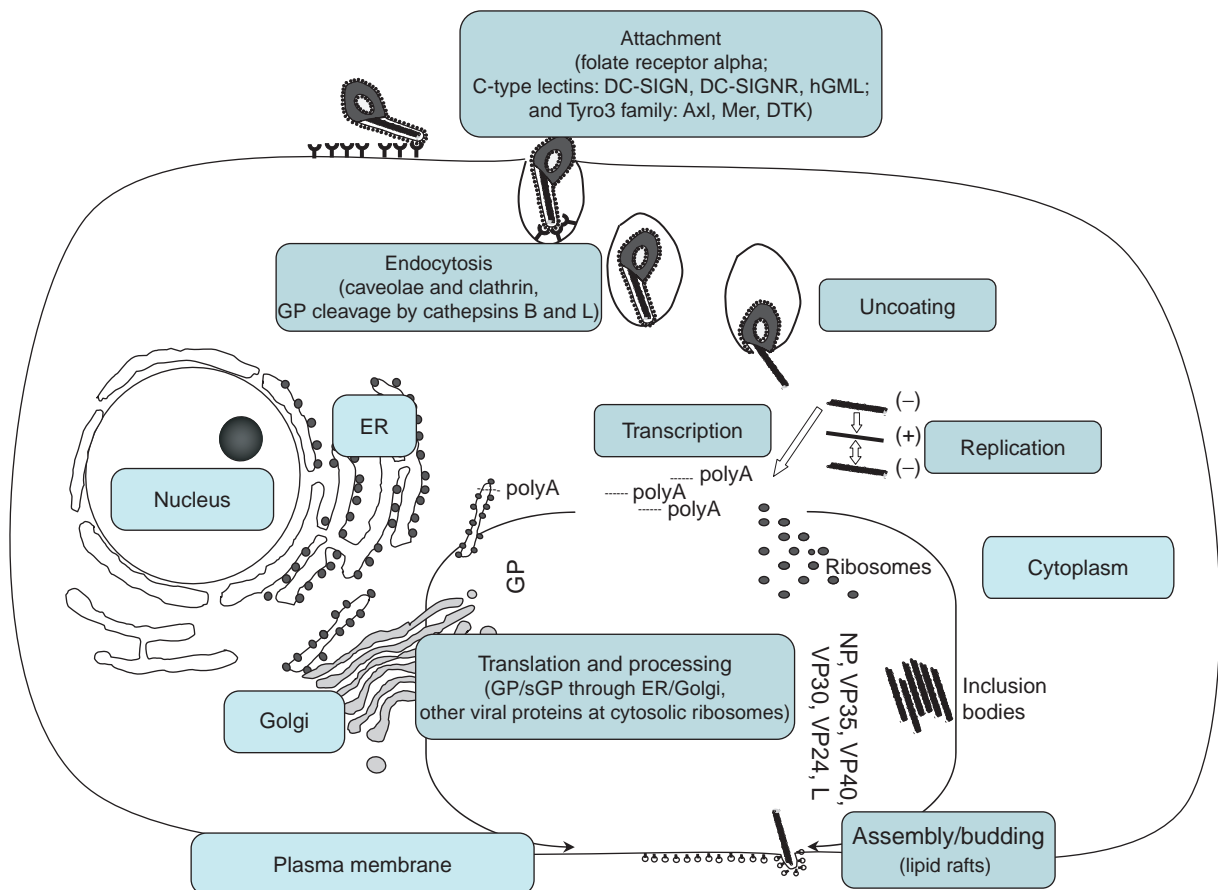 Attachment
(folate receptor alpha;
C-type lectins: DC-SIGN, DC-SIGNR, hGML;
and Tyro3 family: Axl, Mer, DTK)
Endocytosis
(caveolae and clathrin,
GP cleavage by cathepsins B and L)
Uncoating
ER
Transcription
(–)
(+)
(–)
Replication
Nucleus
polyA
polyA
polyA
polyA
GP
Ribosomes
Cytoplasm
Translation and processing
(GP/sGP through ER/Golgi,
other viral proteins at cytosolic ribosomes)
NP, VP35, VP40,
VP30, VP24, L
Inclusion
bodies
Golgi
Plasma membrane
Assembly/budding
(lipid rafts)